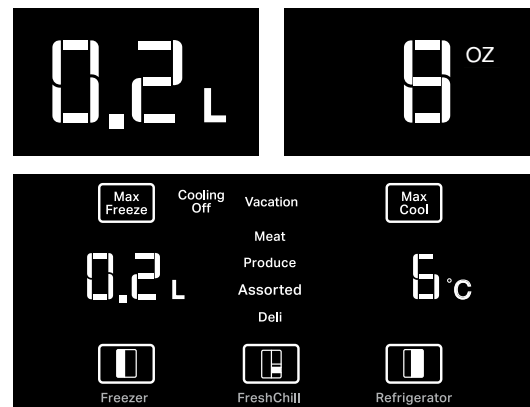 0.2 L
8 OZ
Max Freeze
Cooling Off
Vacation
Max Cool
Meat
Produce
Assorted
Deli
0.2 L
6 °C
Freezer
FreshChill
Refrigerator